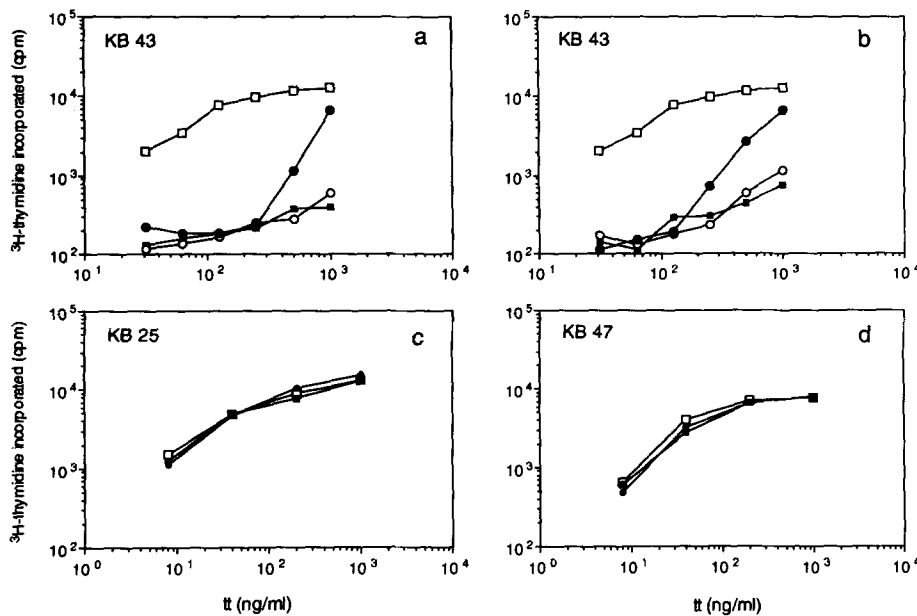 KB 43
a
³H-thymidine incorporated (cpm)
10⁵
10⁴
10³
10²
10¹
10²
10³
10⁴
KB 43
b
10⁵
10⁴
10³
10²
10¹
10²
10³
10⁴
KB 25
c
³H-thymidine incorporated (cpm)
10⁵
10⁴
10³
10²
10⁰
10¹
10²
10³
10⁴
tt (ng/ml)
KB 47
d
10⁵
10⁴
10³
10²
10⁰
10¹
10²
10³
10⁴
tt (ng/ml)